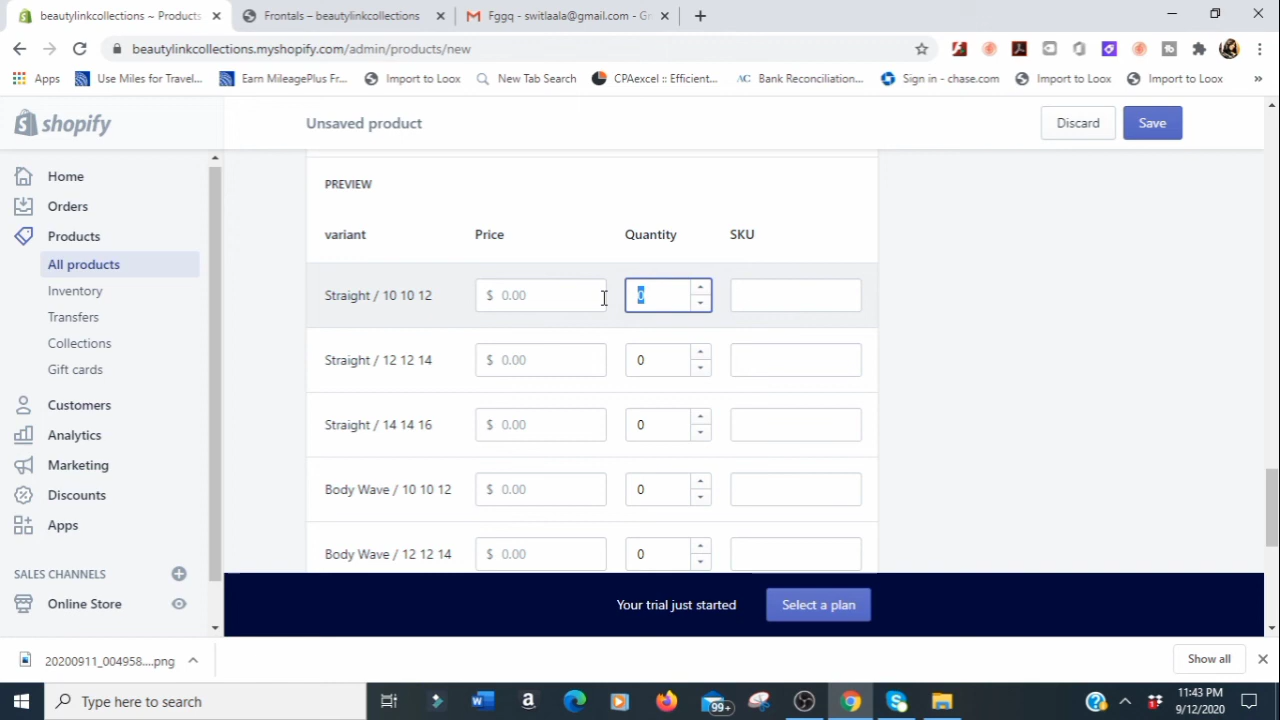 beautylinkcollections ~ Products
Frontals – beautylinkcollections
Fggq - switlaala@gmail.com - Gr
beautylinkcollections.myshopify.com/admin/products/new
Apps
Use Miles for Travel...
Earn MileagePlus Fr...
Import to Loox
New Tab Search
CPAexcel :: Efficient...
AC Bank Reconciliation...
Sign in - chase.com
Import to Loox
Import to Loox
»
shopify
Unsaved product
Discard
Save
Home
Orders
Products
All products
Inventory
Transfers
Collections
Gift cards
Customers
Analytics
Marketing
Discounts
Apps
SALES CHANNELS
Online Store
PREVIEW
variant Price Quantity SKU
Straight / 10 10 12 $ 0.00 0
Straight / 12 12 14 $ 0.00 0
Straight / 14 14 16 $ 0.00 0
Body Wave / 10 10 12 $ 0.00 0
Body Wave / 12 12 14 $ 0.00 0
Your trial just started
Select a plan
20200911_004958....png
Show all
Type here to search
99+
11:43 PM
9/12/2020